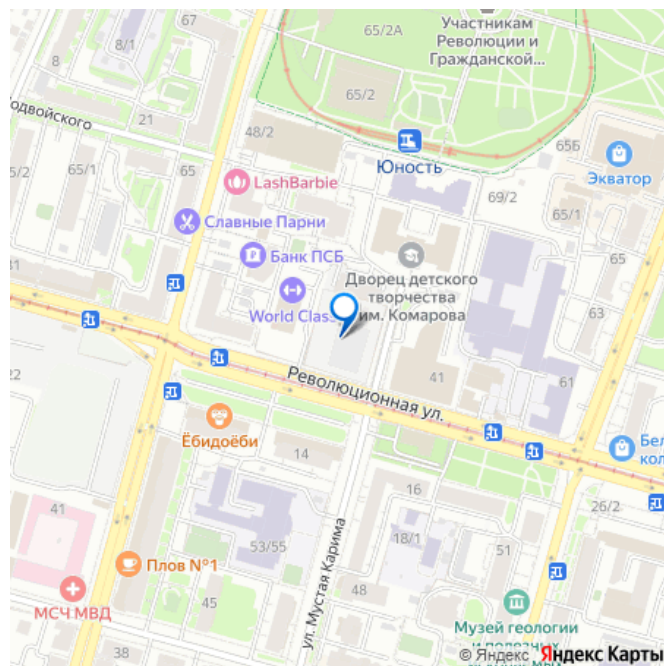 67
65/2А
Участникам
Революции и
Гражданской...
8/1
65/2
одвойского
21
48/2
Юность
65Б
Экватор
5/2
65/1
65
LashBarbie
69/2
65/1
Славные Парни
Банк ПСБ
65
Дворец детского
творчества
им. Комарова
World Class
63
31
22
Революционная ул.
41
61
Ёбидоёби
14
Бел
кол
16
26/2
41
53/55
18/1
51
ул. Мустая Карима
Плов №1
48
45
МСЧ МВД
38
Музей геологии
и полезных
© Яндекс Яндекс Карты